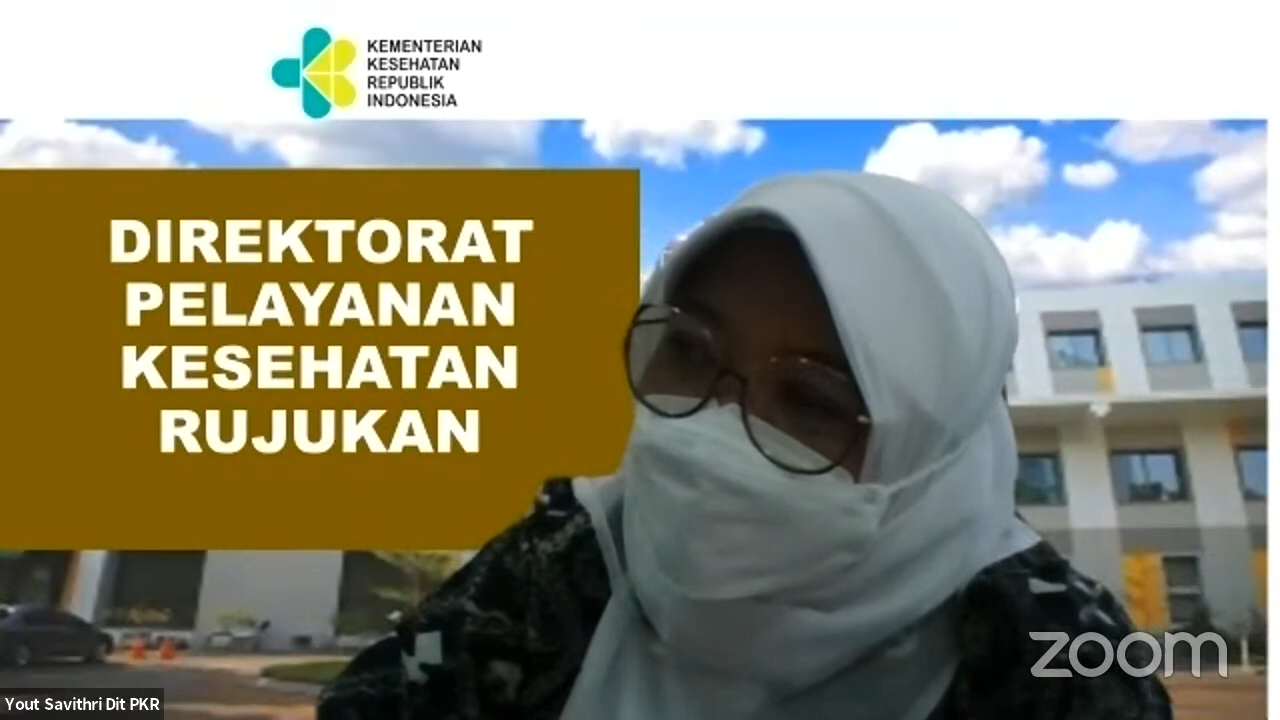 KEMENTERIAN
KESEHATAN
REPUBLIK
INDONESIA
DIREKTORAT
PELAYANAN
KESEHATAN
RUJUKAN
zoom
Yout Savithri Dit PKR